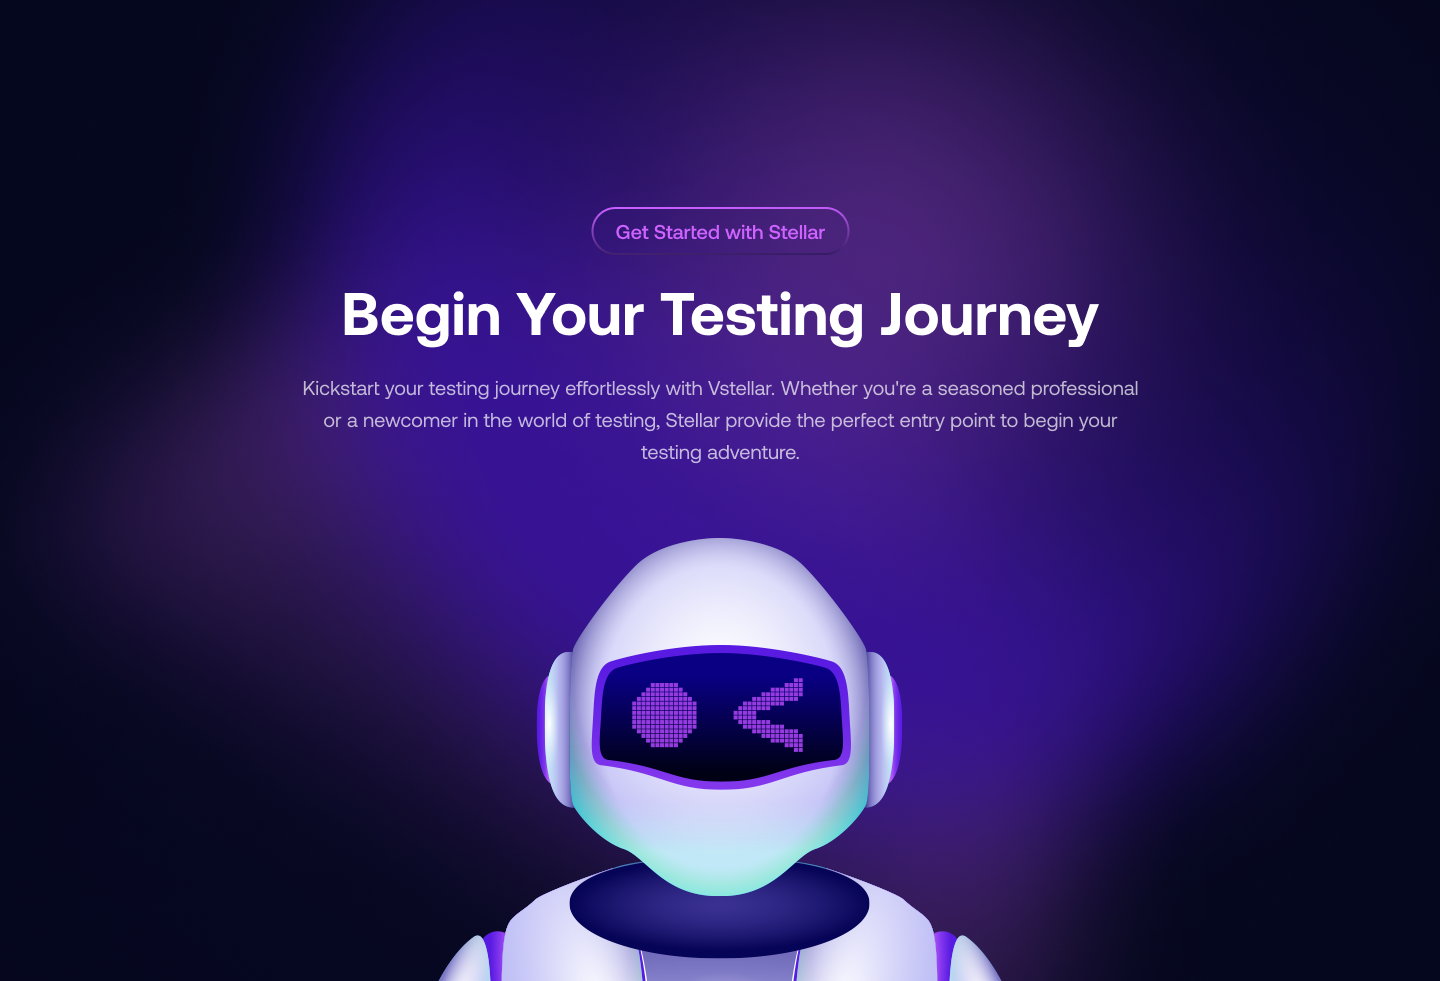 Get Started with Stellar
Begin Your Testing Journey
Kickstart your testing journey effortlessly with Vstellar. Whether you're a seasoned professional
or a newcomer in the world of testing, Stellar provide the perfect entry point to begin your
testing adventure.